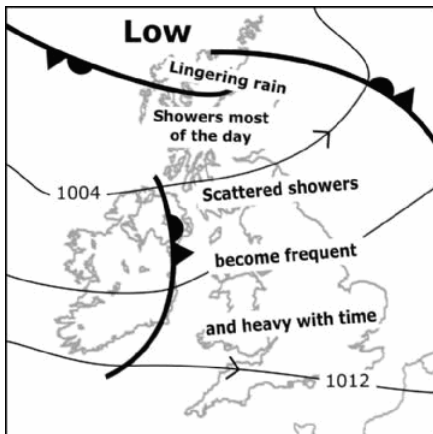 Low
Lingering rain
Showers most
of the day
1004
Scattered showers
become frequent
and heavy with time
1012